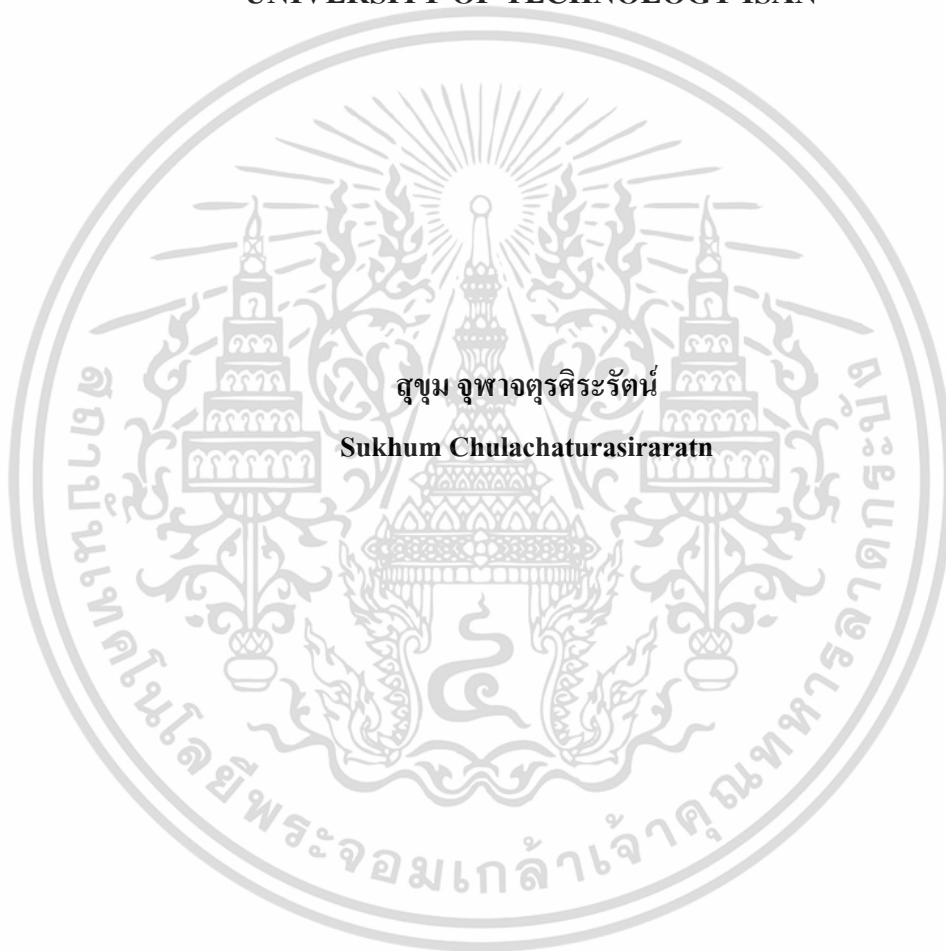 UNIVERSITY OF TECHNOLOGY ISAN
สุขุม จุฬาจตุรศิระรัตน์
Sukhum Chulachaturasiraratn
สถาบันเทคโนโลยีพระจอมเกล้าเจ้าคุณทหารลาดกระบัง
๔